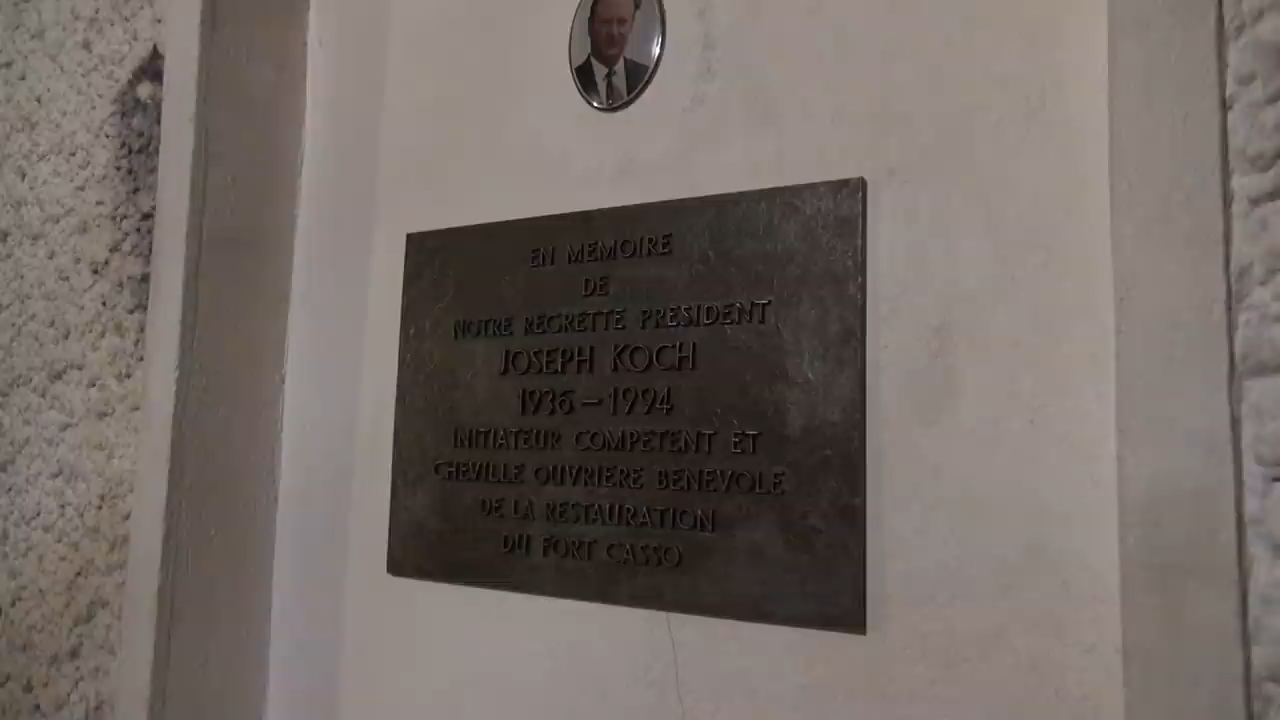 EN MEMOIRE
DE
NOTRE REGRETTE PRESIDENT
JOSEPH KOCH
1936 – 1994
INITIATEUR COMPETENT ET
CHEVILLE OUVRIERE BENEVOLE
DE LA RESTAURATION
DU FORT CASSO